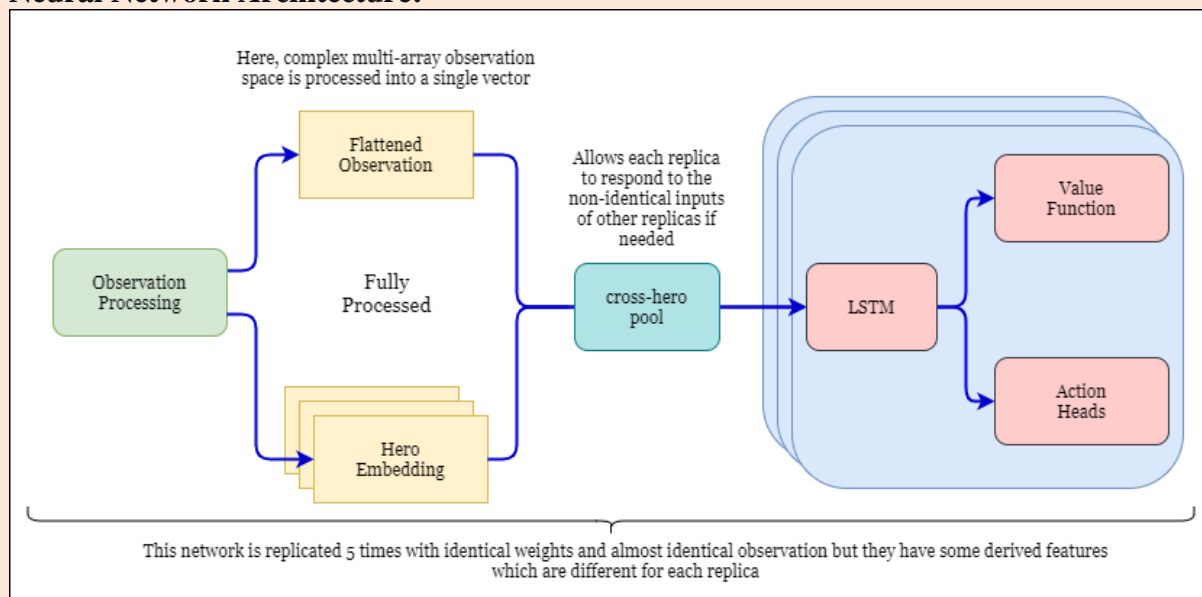 Neural Network Architecture:
Here, complex multi-array observation
space is processed into a single vector
Flattened
Observation
Allows each replica
to respond to the
non-identical inputs
of other replicas if
needed
Value
Function
Observation
Processing
Fully
Processed
cross-hero
pool
LSTM
Hero
Embedding
Action
Heads
This network is replicated 5 times with identical weights and almost identical observation but they have some derived features
which are different for each replica